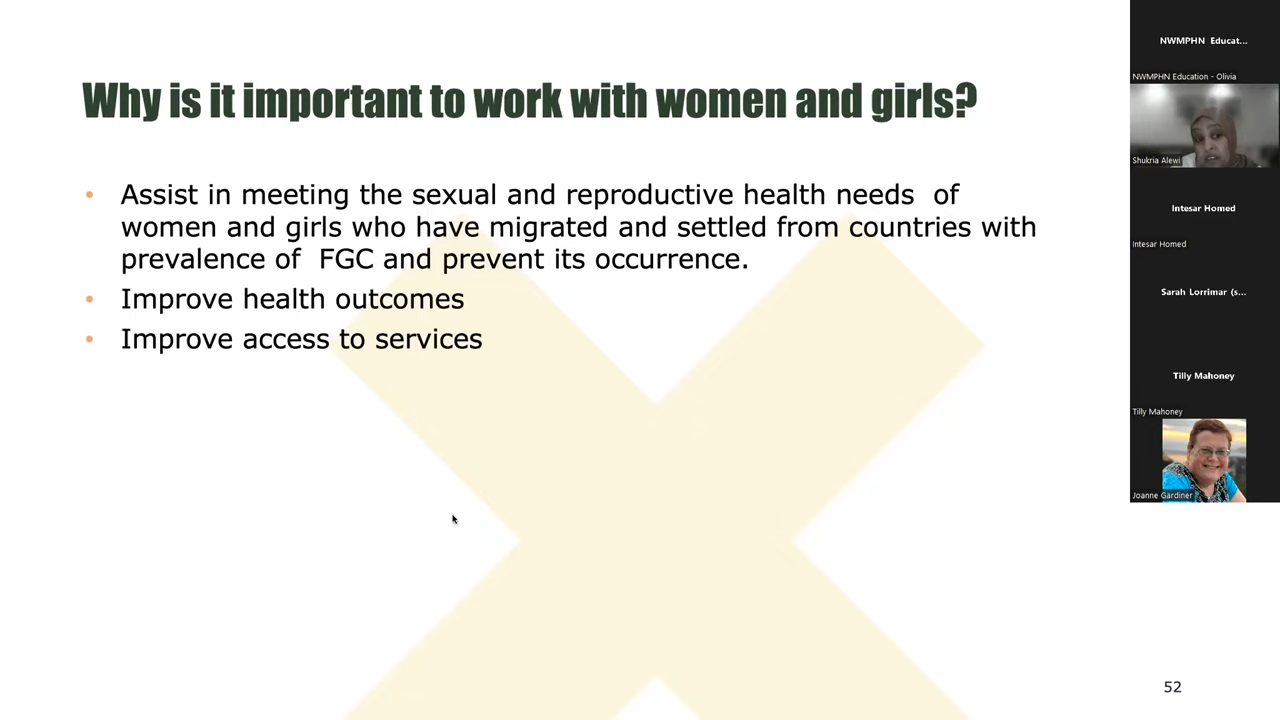 Why is it important to work with women and girls?
• Assist in meeting the sexual and reproductive health needs  of
women and girls who have migrated and settled from countries with
prevalence of  FGC and prevent its occurrence.
• Improve health outcomes
• Improve access to services
52
NWMPHN Educat...
NWMPHN Education - Olivia
Shukria Alewi
Intesar Homed
Intesar Homed
Sarah Lorrimar (s...
Tilly Mahoney
Tilly Mahoney
Joanne Gardiner